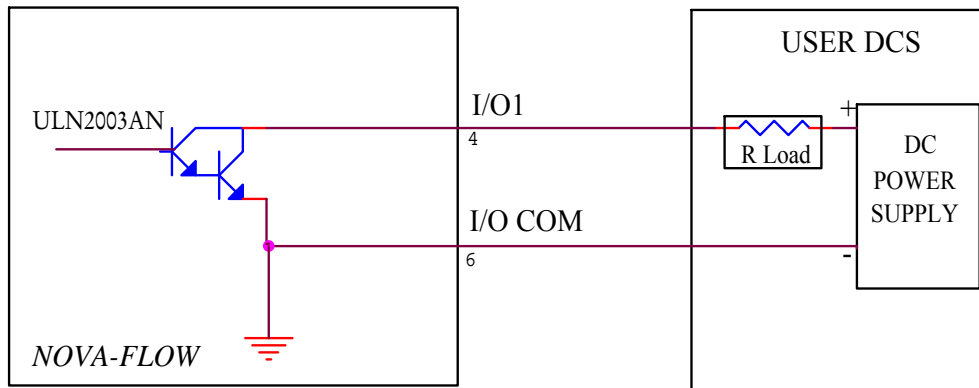 USER DCS
ULN2003AN
I/O1
4
R Load
+
DC
POWER
SUPPLY
I/O COM
6
-
NOVA-FLOW